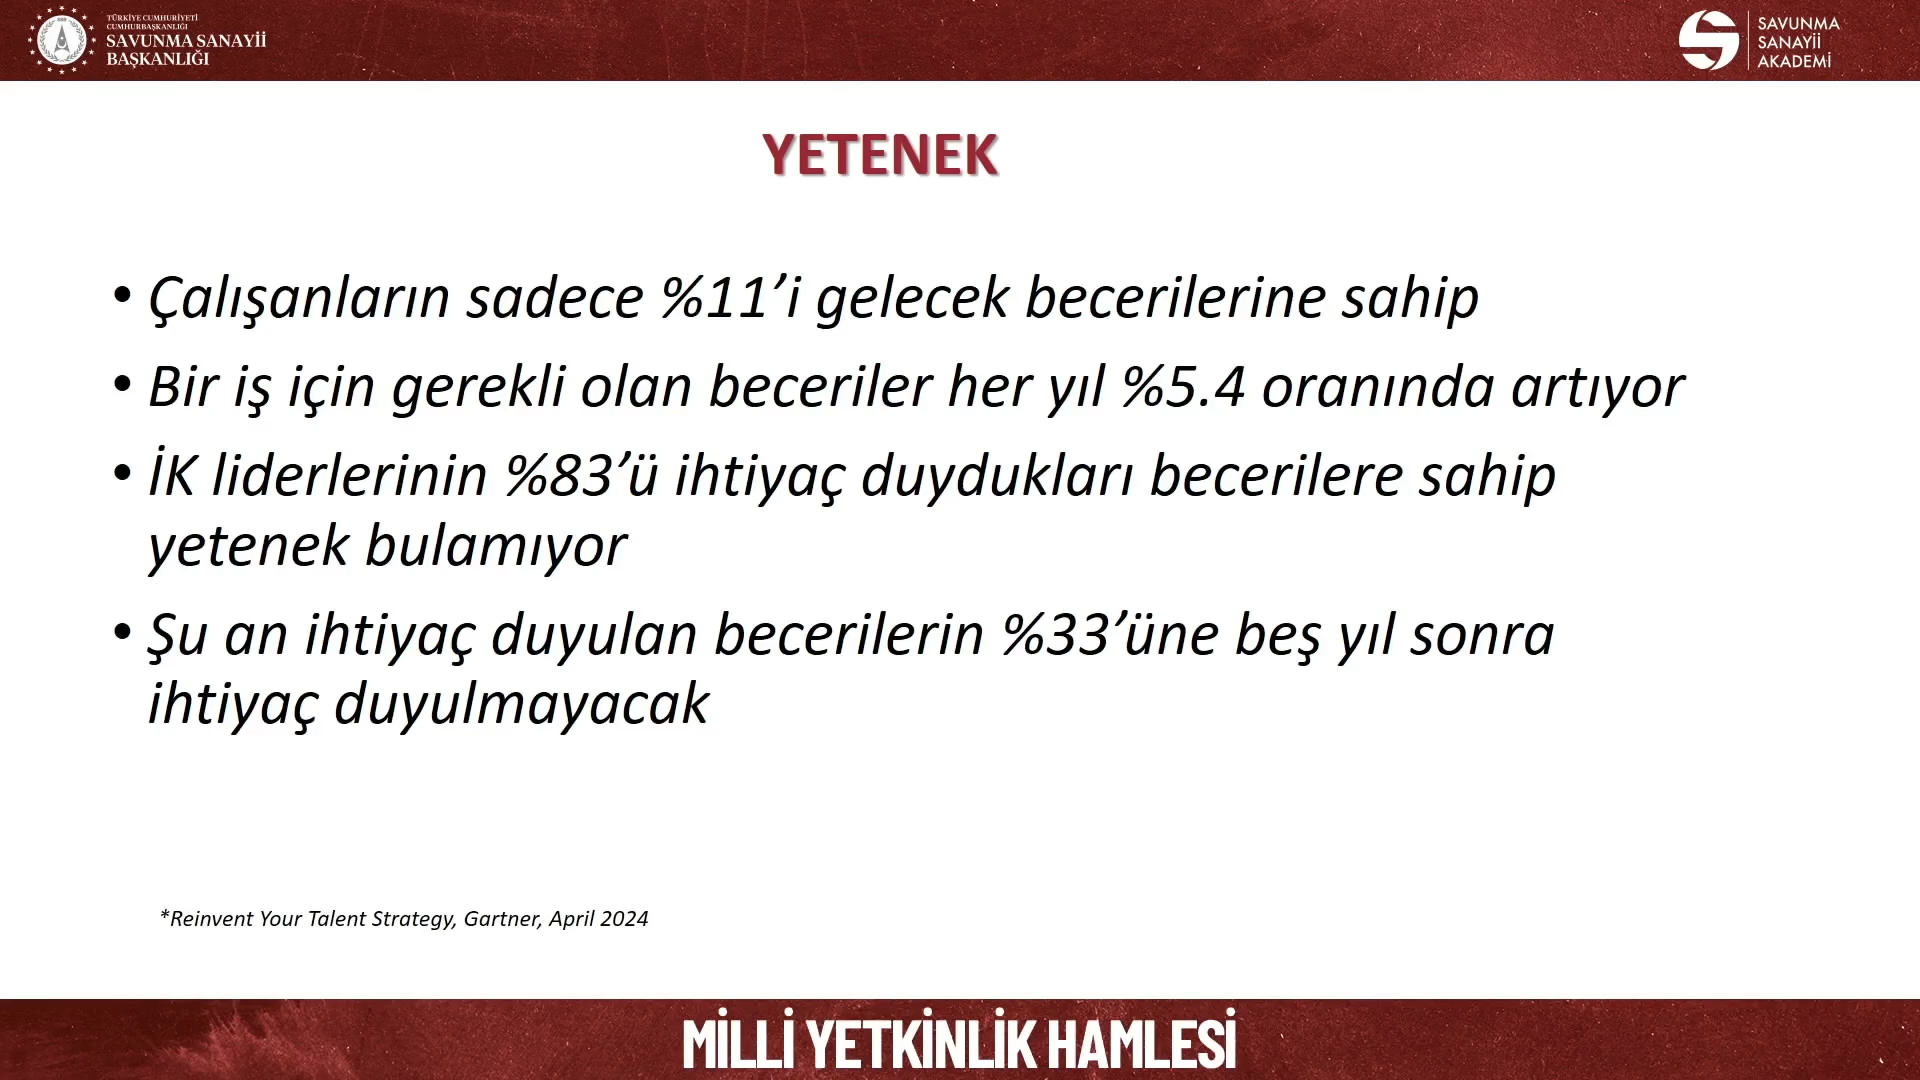 TÜRKİYE CUMHURİYETİ
CUMHURBAŞKANLIĞI
SAVUNMA SANAYİİ
BAŞKANLIĞI
SAVUNMA
SANAYİİ
AKADEMİ
YETENEK
• Çalışanların sadece %11’i gelecek becerilerine sahip
• Bir iş için gerekli olan beceriler her yıl %5.4 oranında artıyor
• İK liderlerinin %83’ü ihtiyaç duydukları becerilere sahip
yetenek bulamıyor
• Şu an ihtiyaç duyulan becerilerin %33’üne beş yıl sonra
ihtiyaç duyulmayacak
*Reinvent Your Talent Strategy, Gartner, April 2024
MİLLİ YETKİNLİK HAMLESİ